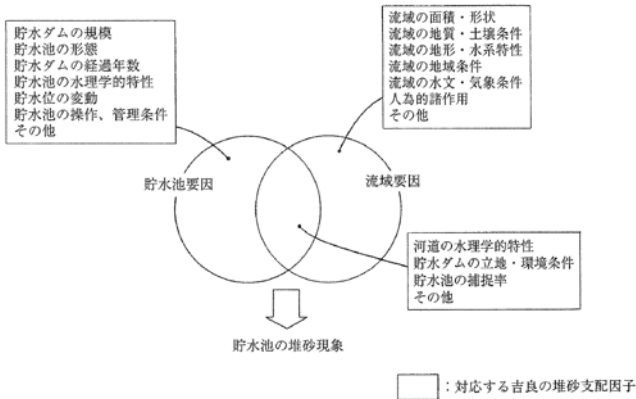 貯水ダムの規模
貯水池の形態
貯水ダムの経過年数
貯水池の水理学的特性
貯水位の変動
貯水池の操作、管理条件
その他
流域の面積・形状
流域の地質・土壌条件
流域の地形・水系特性
流域の地域条件
流域の水文・気象条件
人為的諸作用
その他
貯水池要因
流域要因
河道の水理学的特性
貯水ダムの立地・環境条件
貯水池の捕捉率
その他
貯水池の堆砂現象
：対応する吉良の堆砂支配因子